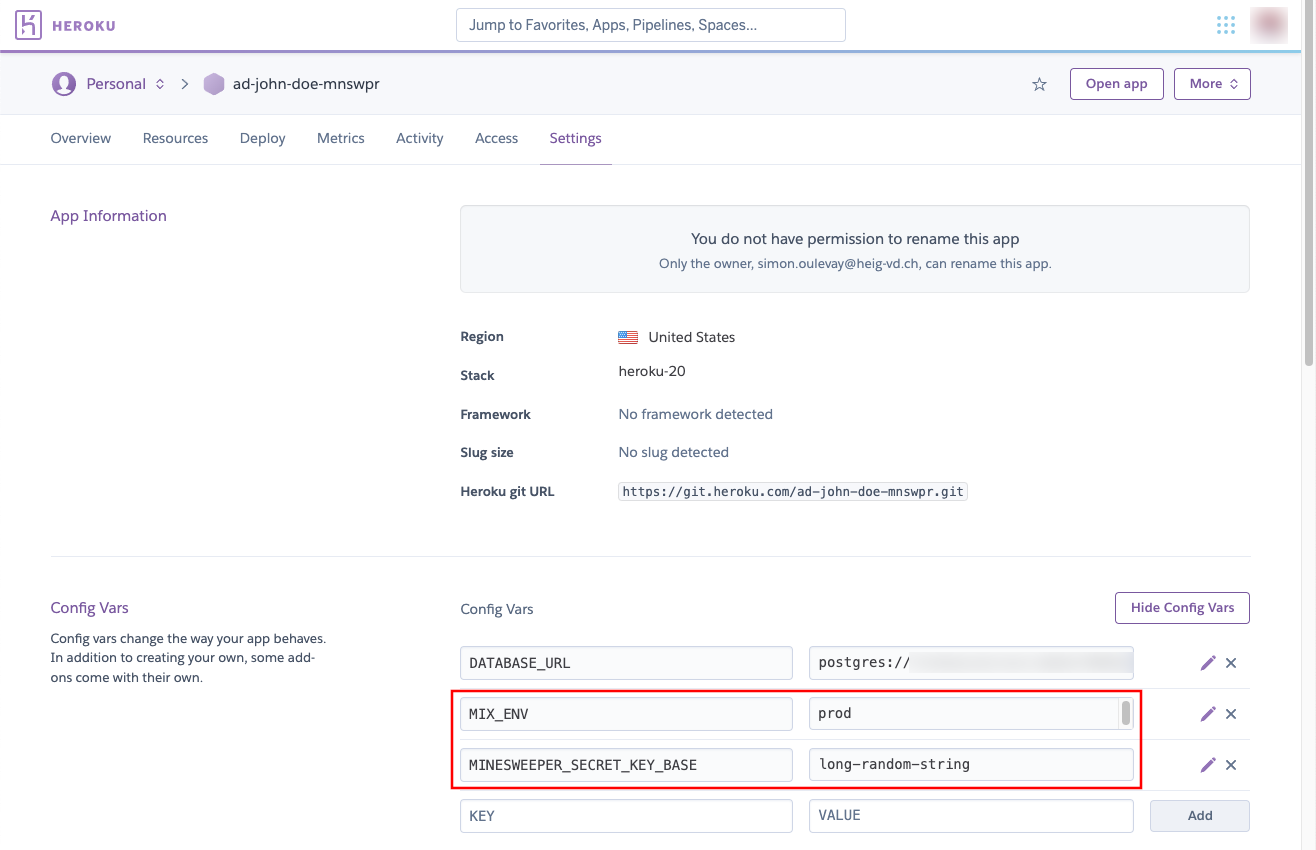 HEROKU
Jump to Favorites, Apps, Pipelines, Spaces...
Personal
ad-john-doe-mnswpr
Open app
More
Overview Resources Deploy Metrics Activity Access Settings
App Information
You do not have permission to rename this app
Only the owner, simon.oulevay@heig-vd.ch, can rename this app.
Region United States
Stack heroku-20
Framework No framework detected
Slug size No slug detected
Heroku git URL https://git.heroku.com/ad-john-doe-mnswpr.git
Config Vars
Config vars change the way your app behaves.
In addition to creating your own, some add-
ons come with their own.
Config Vars
Hide Config Vars
DATABASE_URL postgres://
MIX_ENV prod
MINESWEEPER_SECRET_KEY_BASE long-random-string
KEY VALUE Add